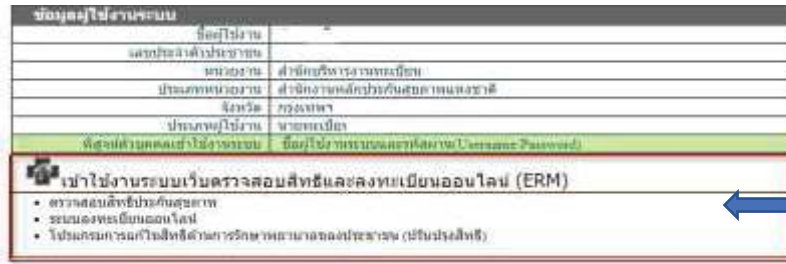 ข้อมูลผู้ใช้งานระบบ
ชื่อผู้ใช้งาน
เลขประจำตัวประชาชน
หน่วยงาน สำนักบริหารงานทะเบียน
ประเภทหน่วยงาน สำนักงานหลักประกันสุขภาพแห่งชาติ
จังหวัด กรุงเทพฯ
ประเภทผู้ใช้งาน นายทะเบียน
พิสูจน์ตัวบุคคลเข้าใช้งานระบบ ชื่อผู้ใช้งานระบบและรหัสผ่าน(Username Password)
เข้าใช้งานระบบเว็บตรวจสอบสิทธิและลงทะเบียนออนไลน์ (ERM)
• ตรวจสอบสิทธิประกันสุขภาพ
• ระบบลงทะเบียนออนไลน์
• โปรแกรมการแก้ไขสิทธิด้านการรักษาพยาบาลของประชาชน (ปรับปรุงสิทธิ)